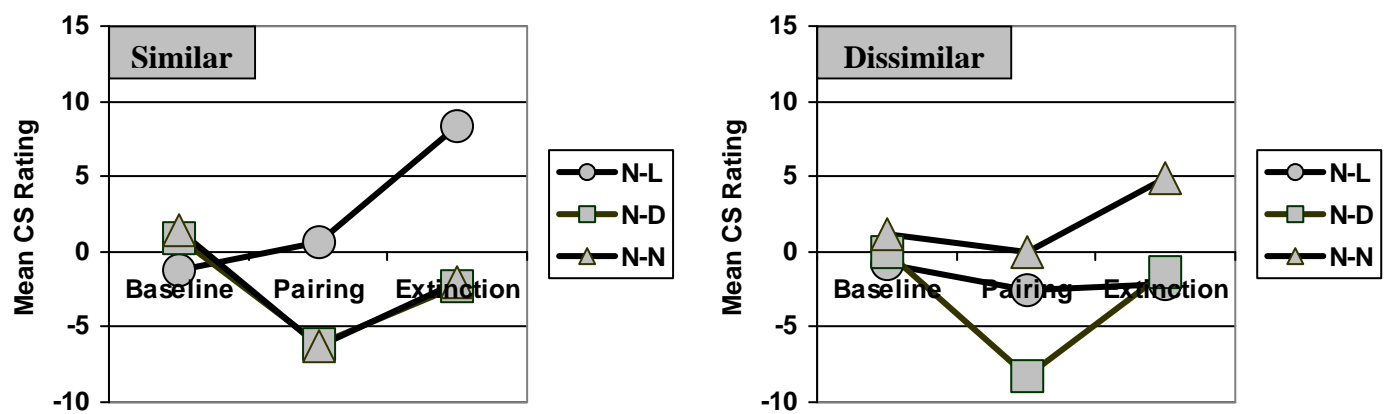 Similar
15
10
5
0
-5
-10
Mean CS Rating
Baseline Pairing Extinction
N-L
N-D
N-N
Dissimilar
15
10
5
0
-5
-10
Mean CS Rating
Baseline Pairing Extinction
N-L
N-D
N-N